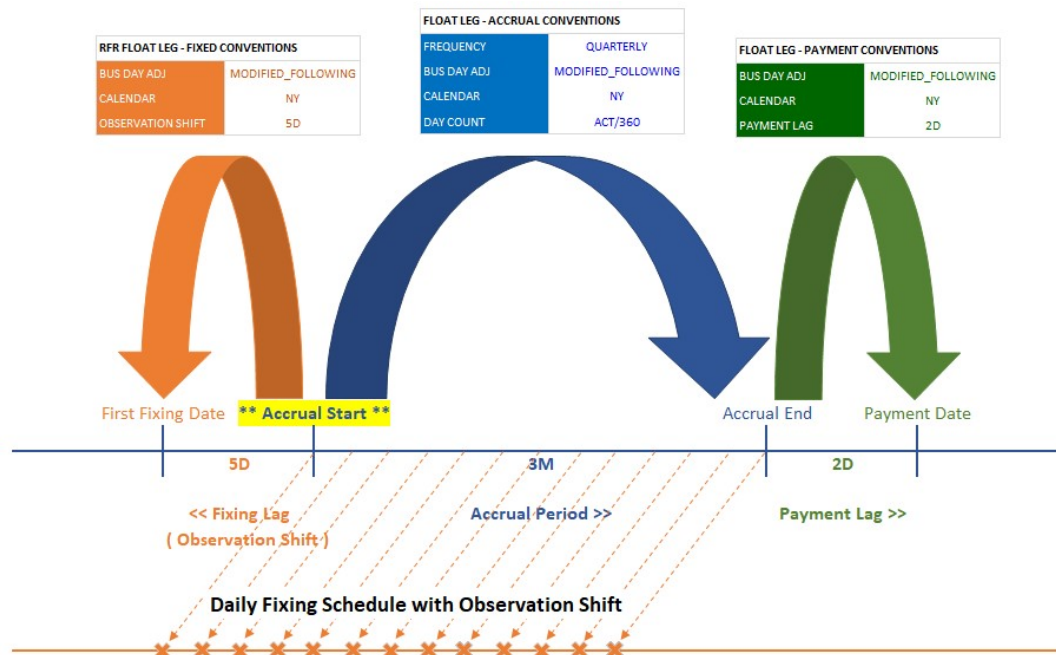 RFR FLOAT LEG - FIXED CONVENTIONS
BUS DAY ADJ MODIFIED_FOLLOWING
CALENDAR NY
OBSERVATION SHIFT 5D
FLOAT LEG - ACCRUAL CONVENTIONS
FREQUENCY QUARTERLY
BUS DAY ADJ MODIFIED_FOLLOWING
CALENDAR NY
DAY COUNT ACT/360
FLOAT LEG - PAYMENT CONVENTIONS
BUS DAY ADJ MODIFIED_FOLLOWING
CALENDAR NY
PAYMENT LAG 2D
First Fixing Date ** Accrual Start ** Accrual End Payment Date
5D 3M 2D
<< Fixing Lag Accrual Period >> Payment Lag >>
( Observation Shift )
Daily Fixing Schedule with Observation Shift